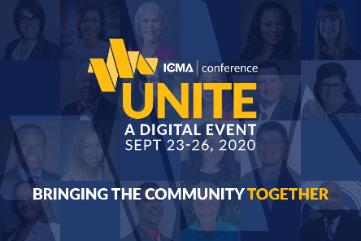 ICMA | conference
UNITE
A DIGITAL EVENT
SEPT 23-26, 2020
BRINGING THE COMMUNITY TOGETHER